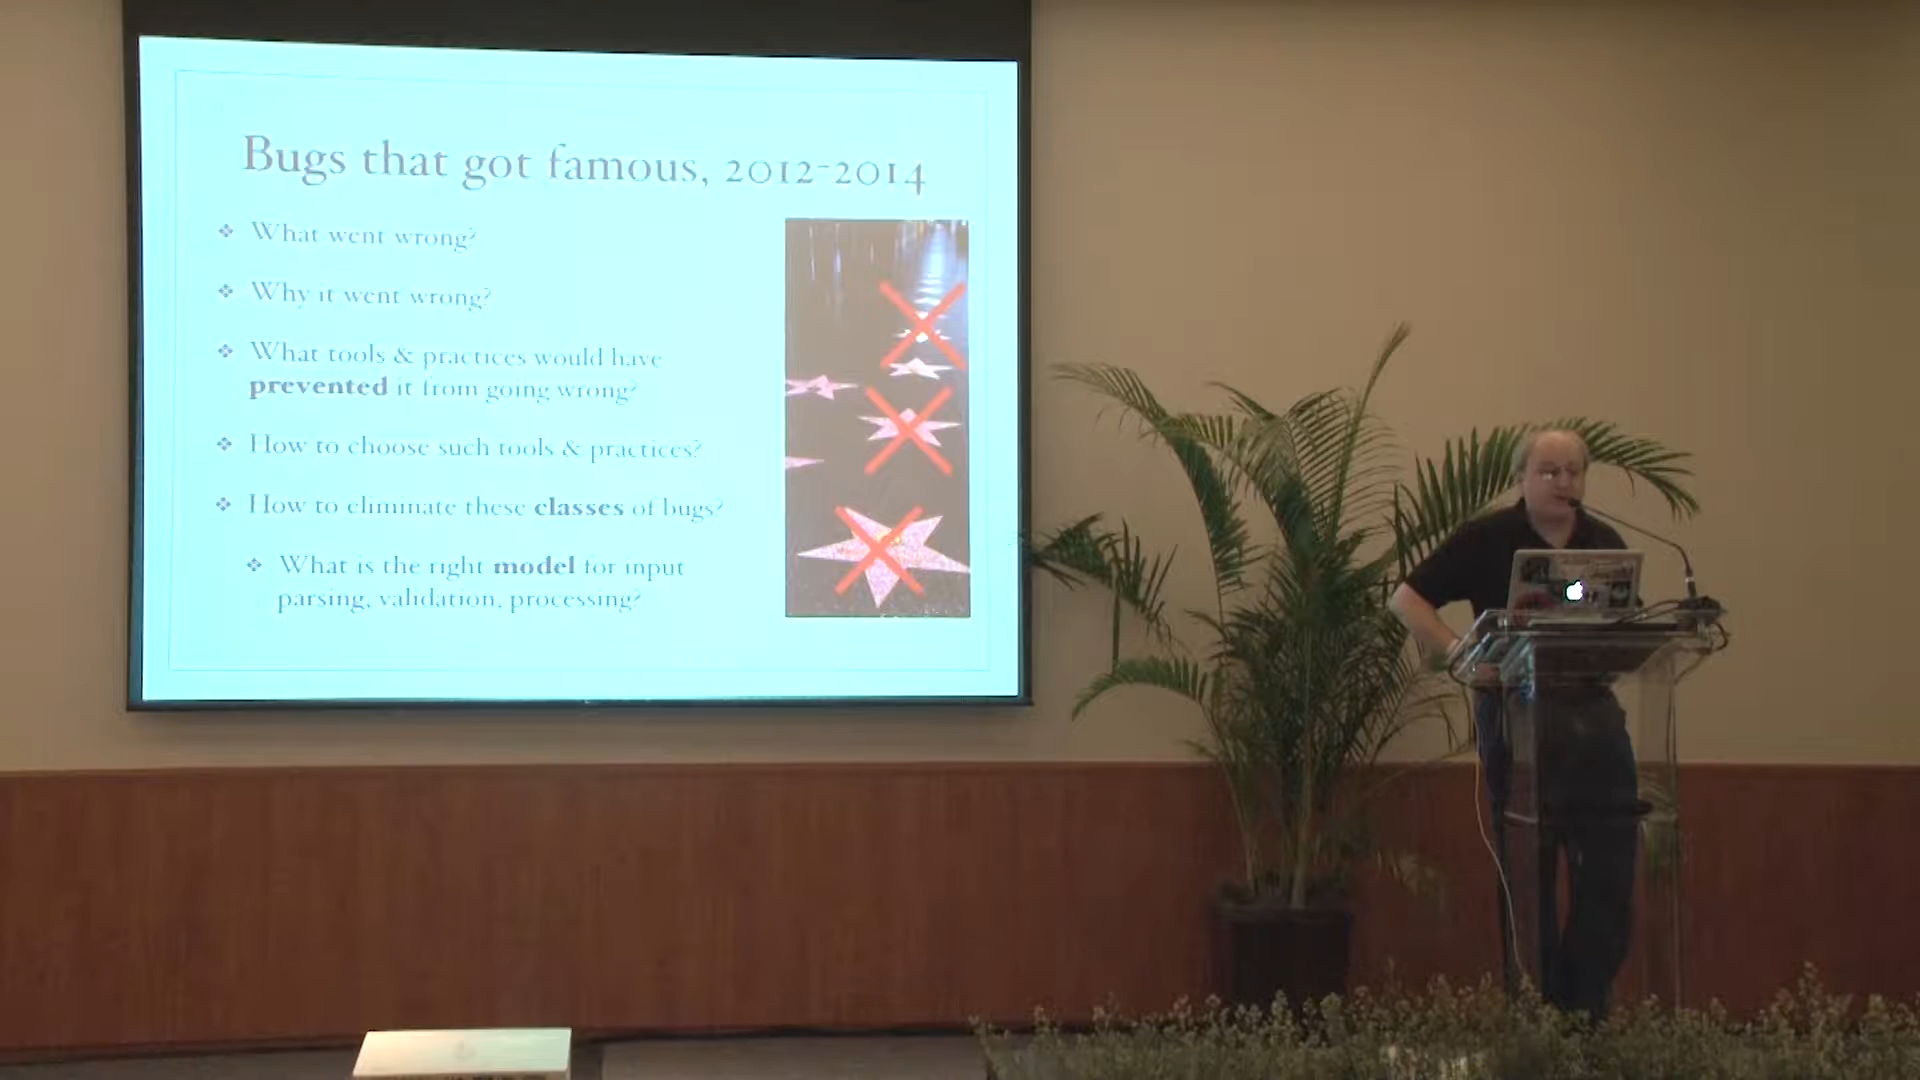 Bugs that got famous, 2012-2014
What went wrong?
Why it went wrong?
What tools & practices would have
prevented it from going wrong?
How to choose such tools & practices?
How to eliminate these classes of bugs?
What is the right model for input
parsing, validation, processing?